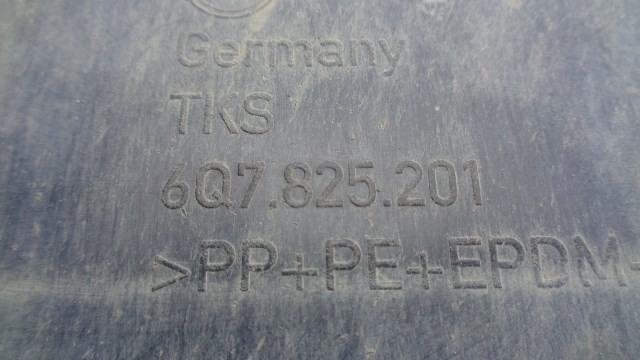 Germany
TKS
6Q7.825.201
>PP+PE+EPDM-